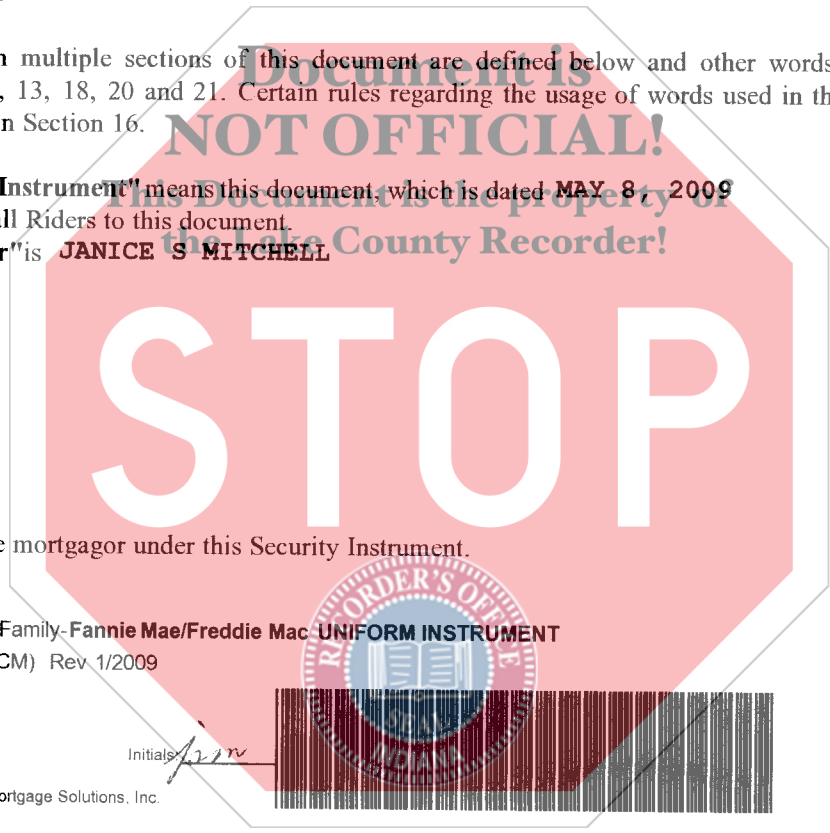 multiple sections of this document are defined below and other words
Document is
, 13, 18, 20 and 21. Certain rules regarding the usage of words used in th
n Section 16.
NOT OFFICIAL!
Instrument" means this document, which is dated MAY 8, 2009
This Document is the property of
ll Riders to this document.
the Lake County Recorder!
r" is JANICE S MITCHELL
STOP
e mortgagor under this Security Instrument.
RECORDER'S OFFICE
Family-Fannie Mae/Freddie Mac UNIFORM INSTRUMENT
CM) Rev 1/2009
SEAL
INDIANA
Initials: jsm
ortgage Solutions, Inc.